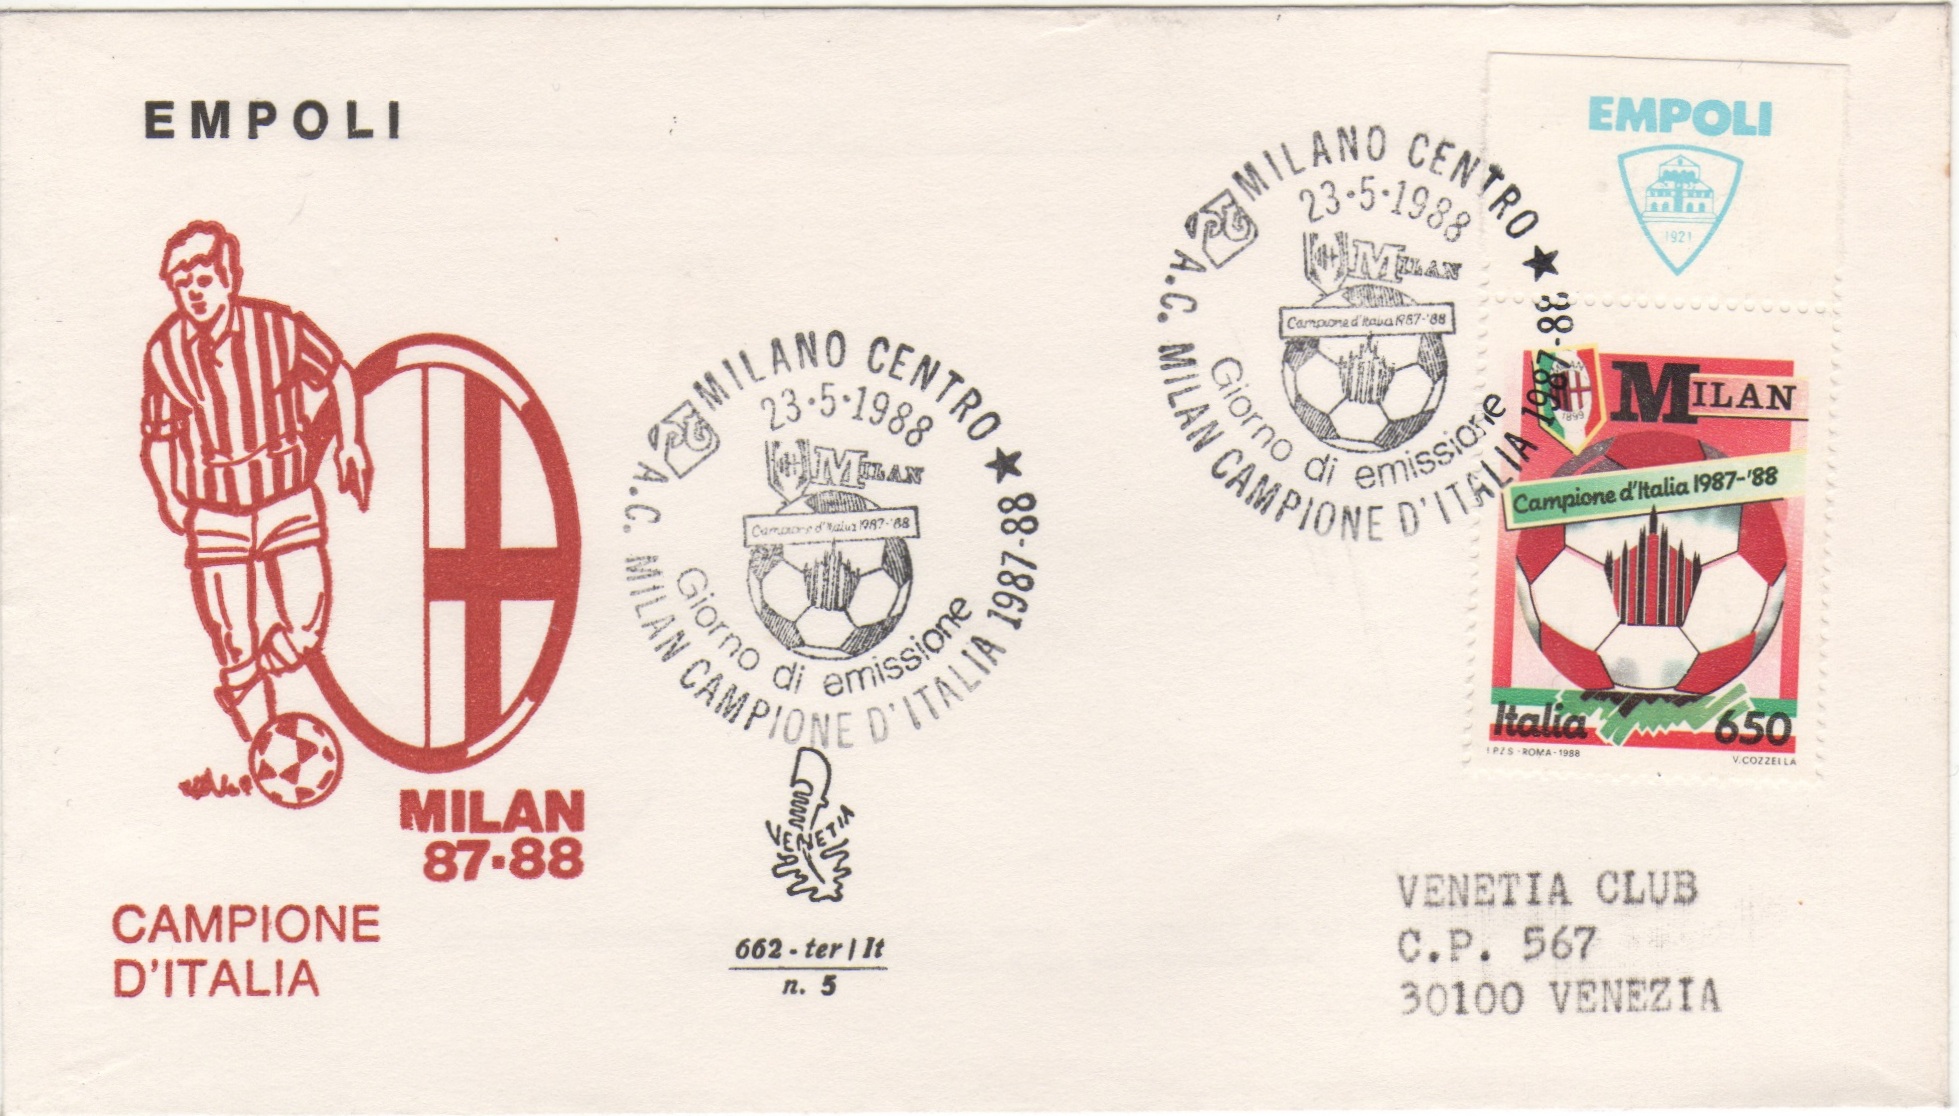 EMPOLI
MILAN
87·88
CAMPIONE
D'ITALIA
MILANO CENTRO
23·5·1988
MILAN
Campione d'Italia 1987-'88
Giorno di emissione
A.C. MILAN CAMPIONE D'ITALIA 1987-88
VENETIA
662 - ter | It
n. 5
MILANO CENTRO
23·5·1988
MILAN
Campione d'Italia 1987-'88
Giorno di emissione
A.C. MILAN CAMPIONE D'ITALIA 1987-88
EMPOLI
1921
1899
MILAN
Campione d'Italia 1987-'88
Italia 650
I.P.Z.S - ROMA - 1988
V. COZZELLA
VENETIA CLUB
C.P. 567
30100 VENEZIA